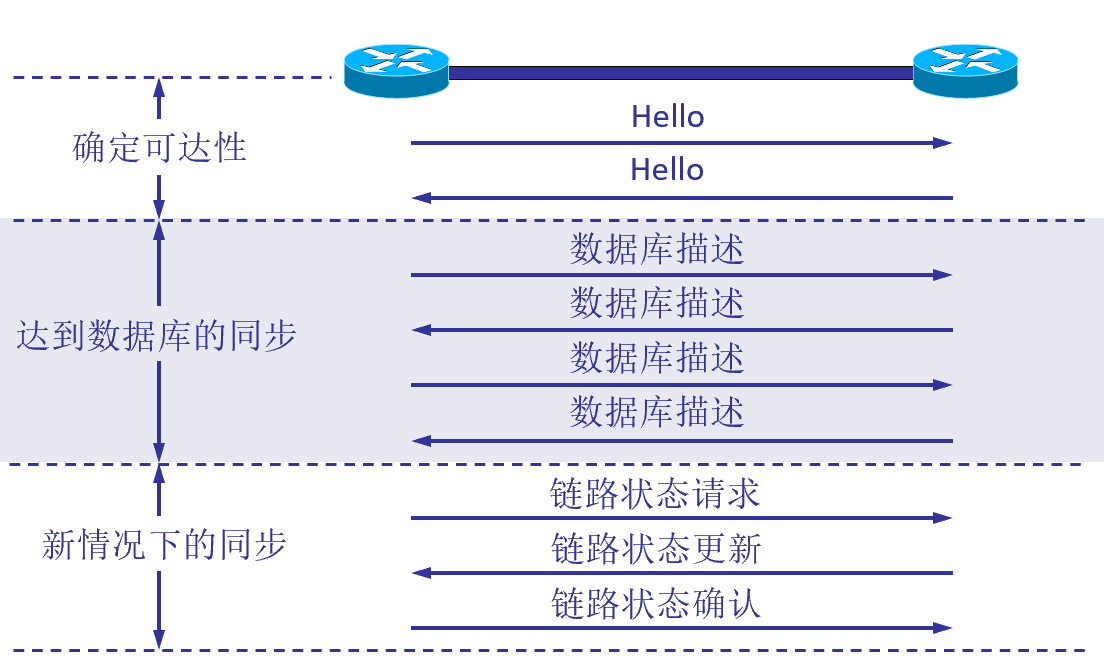 Hello
确定可达性
Hello
数据库描述
数据库描述
达到数据库的同步
数据库描述
数据库描述
链路状态请求
新情况下的同步
链路状态更新
链路状态确认